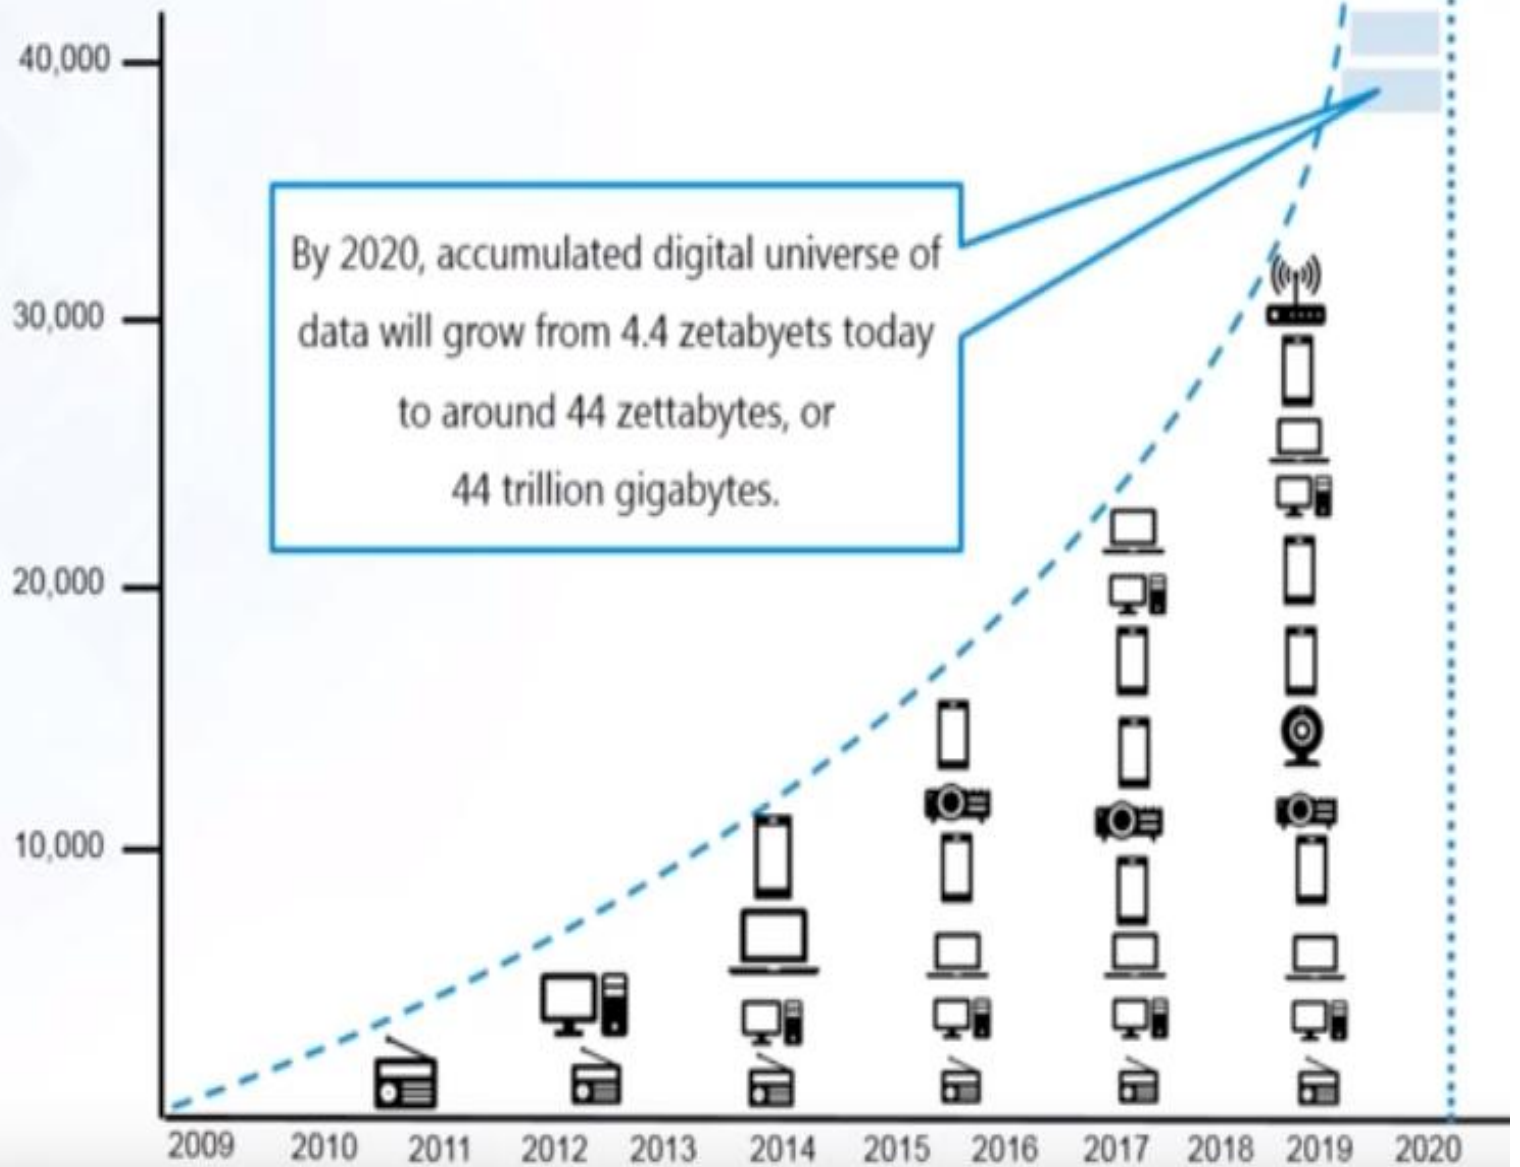 40,000
30,000
20,000
10,000
By 2020, accumulated digital universe of
data will grow from 4.4 zetabyets today
to around 44 zettabytes, or
44 trillion gigabytes.
2009 2010 2011 2012 2013 2014 2015 2016 2017 2018 2019 2020